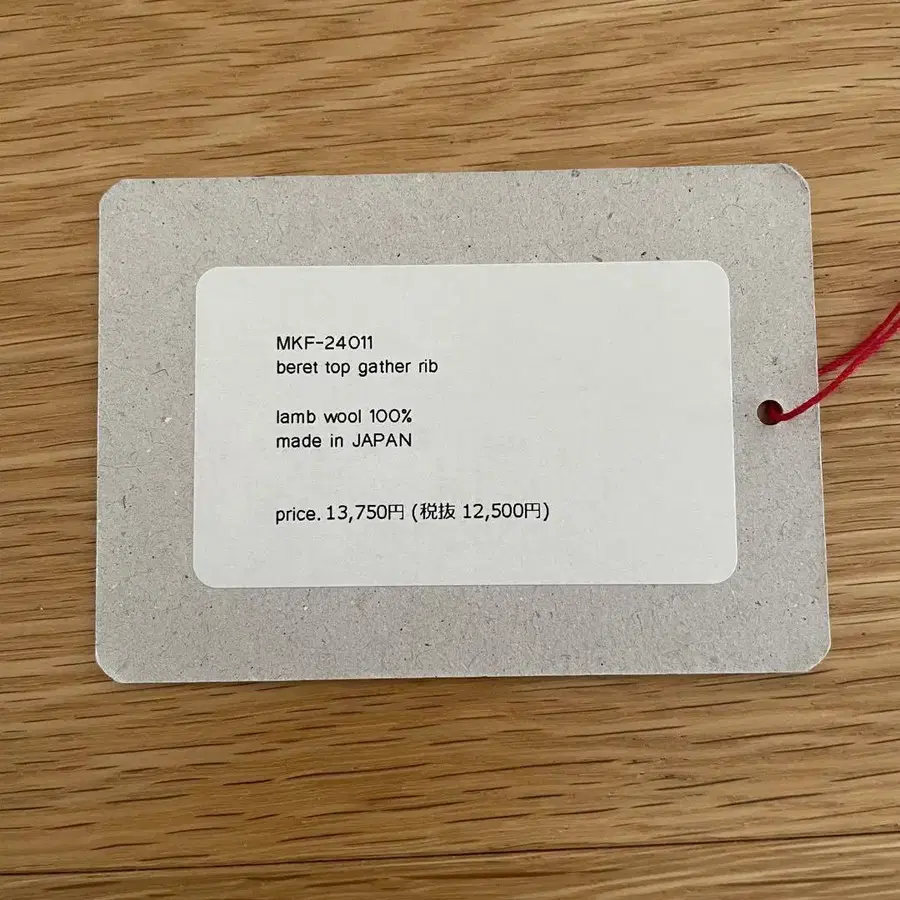 MKF-24011
beret top gather rib
lamb wool 100%
made in JAPAN
price. 13,750円 (税抜 12,500円)